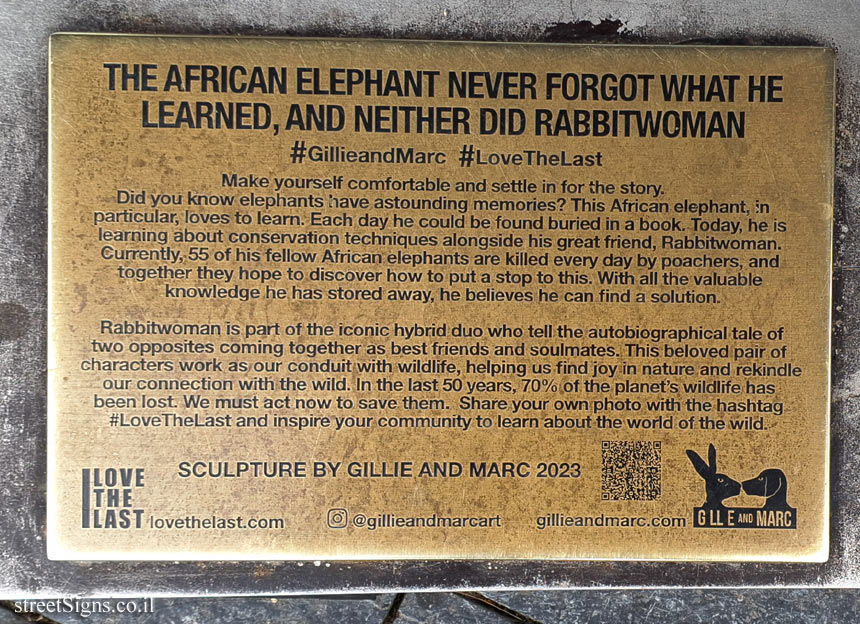 THE AFRICAN ELEPHANT NEVER FORGOT WHAT HE
LEARNED, AND NEITHER DID RABBITWOMAN
#GillieandMarc #LoveTheLast
Make yourself comfortable and settle in for the story.
Did you know elephants have astounding memories? This African elephant, in
particular, loves to learn. Each day he could be found buried in a book. Today, he is
learning about conservation techniques alongside his great friend, Rabbitwoman.
Currently, 55 of his fellow African elephants are killed every day by poachers, and
together they hope to discover how to put a stop to this. With all the valuable
knowledge he has stored away, he believes he can find a solution.
Rabbitwoman is part of the iconic hybrid duo who tell the autobiographical tale of
two opposites coming together as best friends and soulmates. This beloved pair of
characters work as our conduit with wildlife, helping us find joy in nature and rekindle
our connection with the wild. In the last 50 years, 70% of the planet's wildlife has
been lost. We must act now to save them. Share your own photo with the hashtag
#LoveTheLast and inspire your community to learn about the world of the wild.
SCULPTURE BY GILLIE AND MARC 2023
I LOVE
THE
LAST
lovethelast.com
@gillieandmarcart
gillieandmarc.com
GILLIE AND MARC
streetSigns.co.il